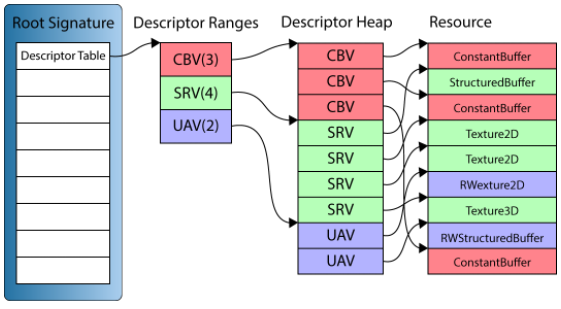 Root Signature
Descriptor Table
Descriptor Ranges
CBV(3)
SRV(4)
UAV(2)
Descriptor Heap
CBV
CBV
CBV
SRV
SRV
SRV
SRV
UAV
UAV
Resource
ConstantBuffer
StructuredBuffer
ConstantBuffer
Texture2D
Texture2D
RWexture2D
Texture3D
RWStructuredBuffer
ConstantBuffer